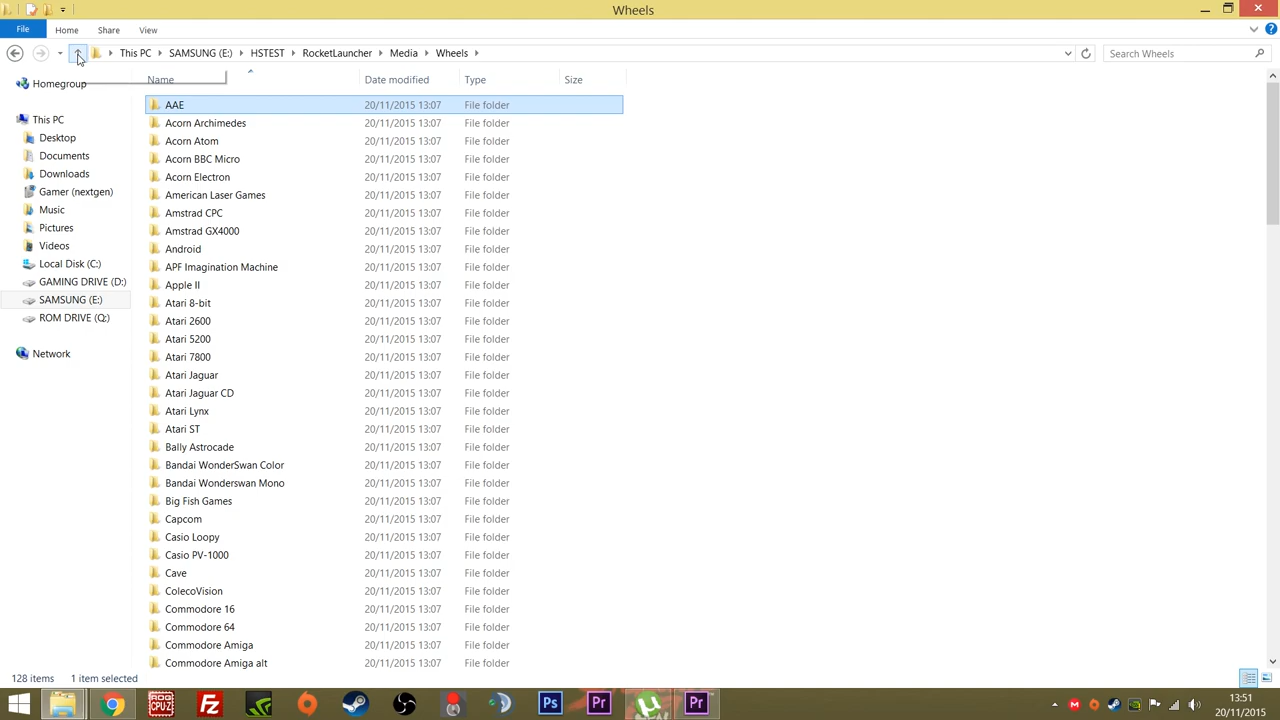 Wheels
File Home Share View
This PC SAMSUNG (E:) HSTEST RocketLauncher Media Wheels Search Wheels
Name Date modified Type Size
Homegroup
This PC
Desktop
Documents
Downloads
Gamer (nextgen)
Music
Pictures
Videos
Local Disk (C:)
GAMING DRIVE (D:)
SAMSUNG (E:)
ROM DRIVE (Q:)
Network
AAE 20/11/2015 13:07 File folder
Acorn Archimedes 20/11/2015 13:07 File folder
Acorn Atom 20/11/2015 13:07 File folder
Acorn BBC Micro 20/11/2015 13:07 File folder
Acorn Electron 20/11/2015 13:07 File folder
American Laser Games 20/11/2015 13:07 File folder
Amstrad CPC 20/11/2015 13:07 File folder
Amstrad GX4000 20/11/2015 13:07 File folder
Android 20/11/2015 13:07 File folder
APF Imagination Machine 20/11/2015 13:07 File folder
Apple II 20/11/2015 13:07 File folder
Atari 8-bit 20/11/2015 13:07 File folder
Atari 2600 20/11/2015 13:07 File folder
Atari 5200 20/11/2015 13:07 File folder
Atari 7800 20/11/2015 13:07 File folder
Atari Jaguar 20/11/2015 13:07 File folder
Atari Jaguar CD 20/11/2015 13:07 File folder
Atari Lynx 20/11/2015 13:07 File folder
Atari ST 20/11/2015 13:07 File folder
Bally Astrocade 20/11/2015 13:07 File folder
Bandai WonderSwan Color 20/11/2015 13:07 File folder
Bandai Wonderswan Mono 20/11/2015 13:07 File folder
Big Fish Games 20/11/2015 13:07 File folder
Capcom 20/11/2015 13:07 File folder
Casio Loopy 20/11/2015 13:07 File folder
Casio PV-1000 20/11/2015 13:07 File folder
Cave 20/11/2015 13:07 File folder
ColecoVision 20/11/2015 13:07 File folder
Commodore 16 20/11/2015 13:07 File folder
Commodore 64 20/11/2015 13:07 File folder
Commodore Amiga 20/11/2015 13:07 File folder
Commodore Amiga alt 20/11/2015 13:07 File folder
128 items 1 item selected
CPU-Z Fz Ps Pr µ Pr
13:51
20/11/2015